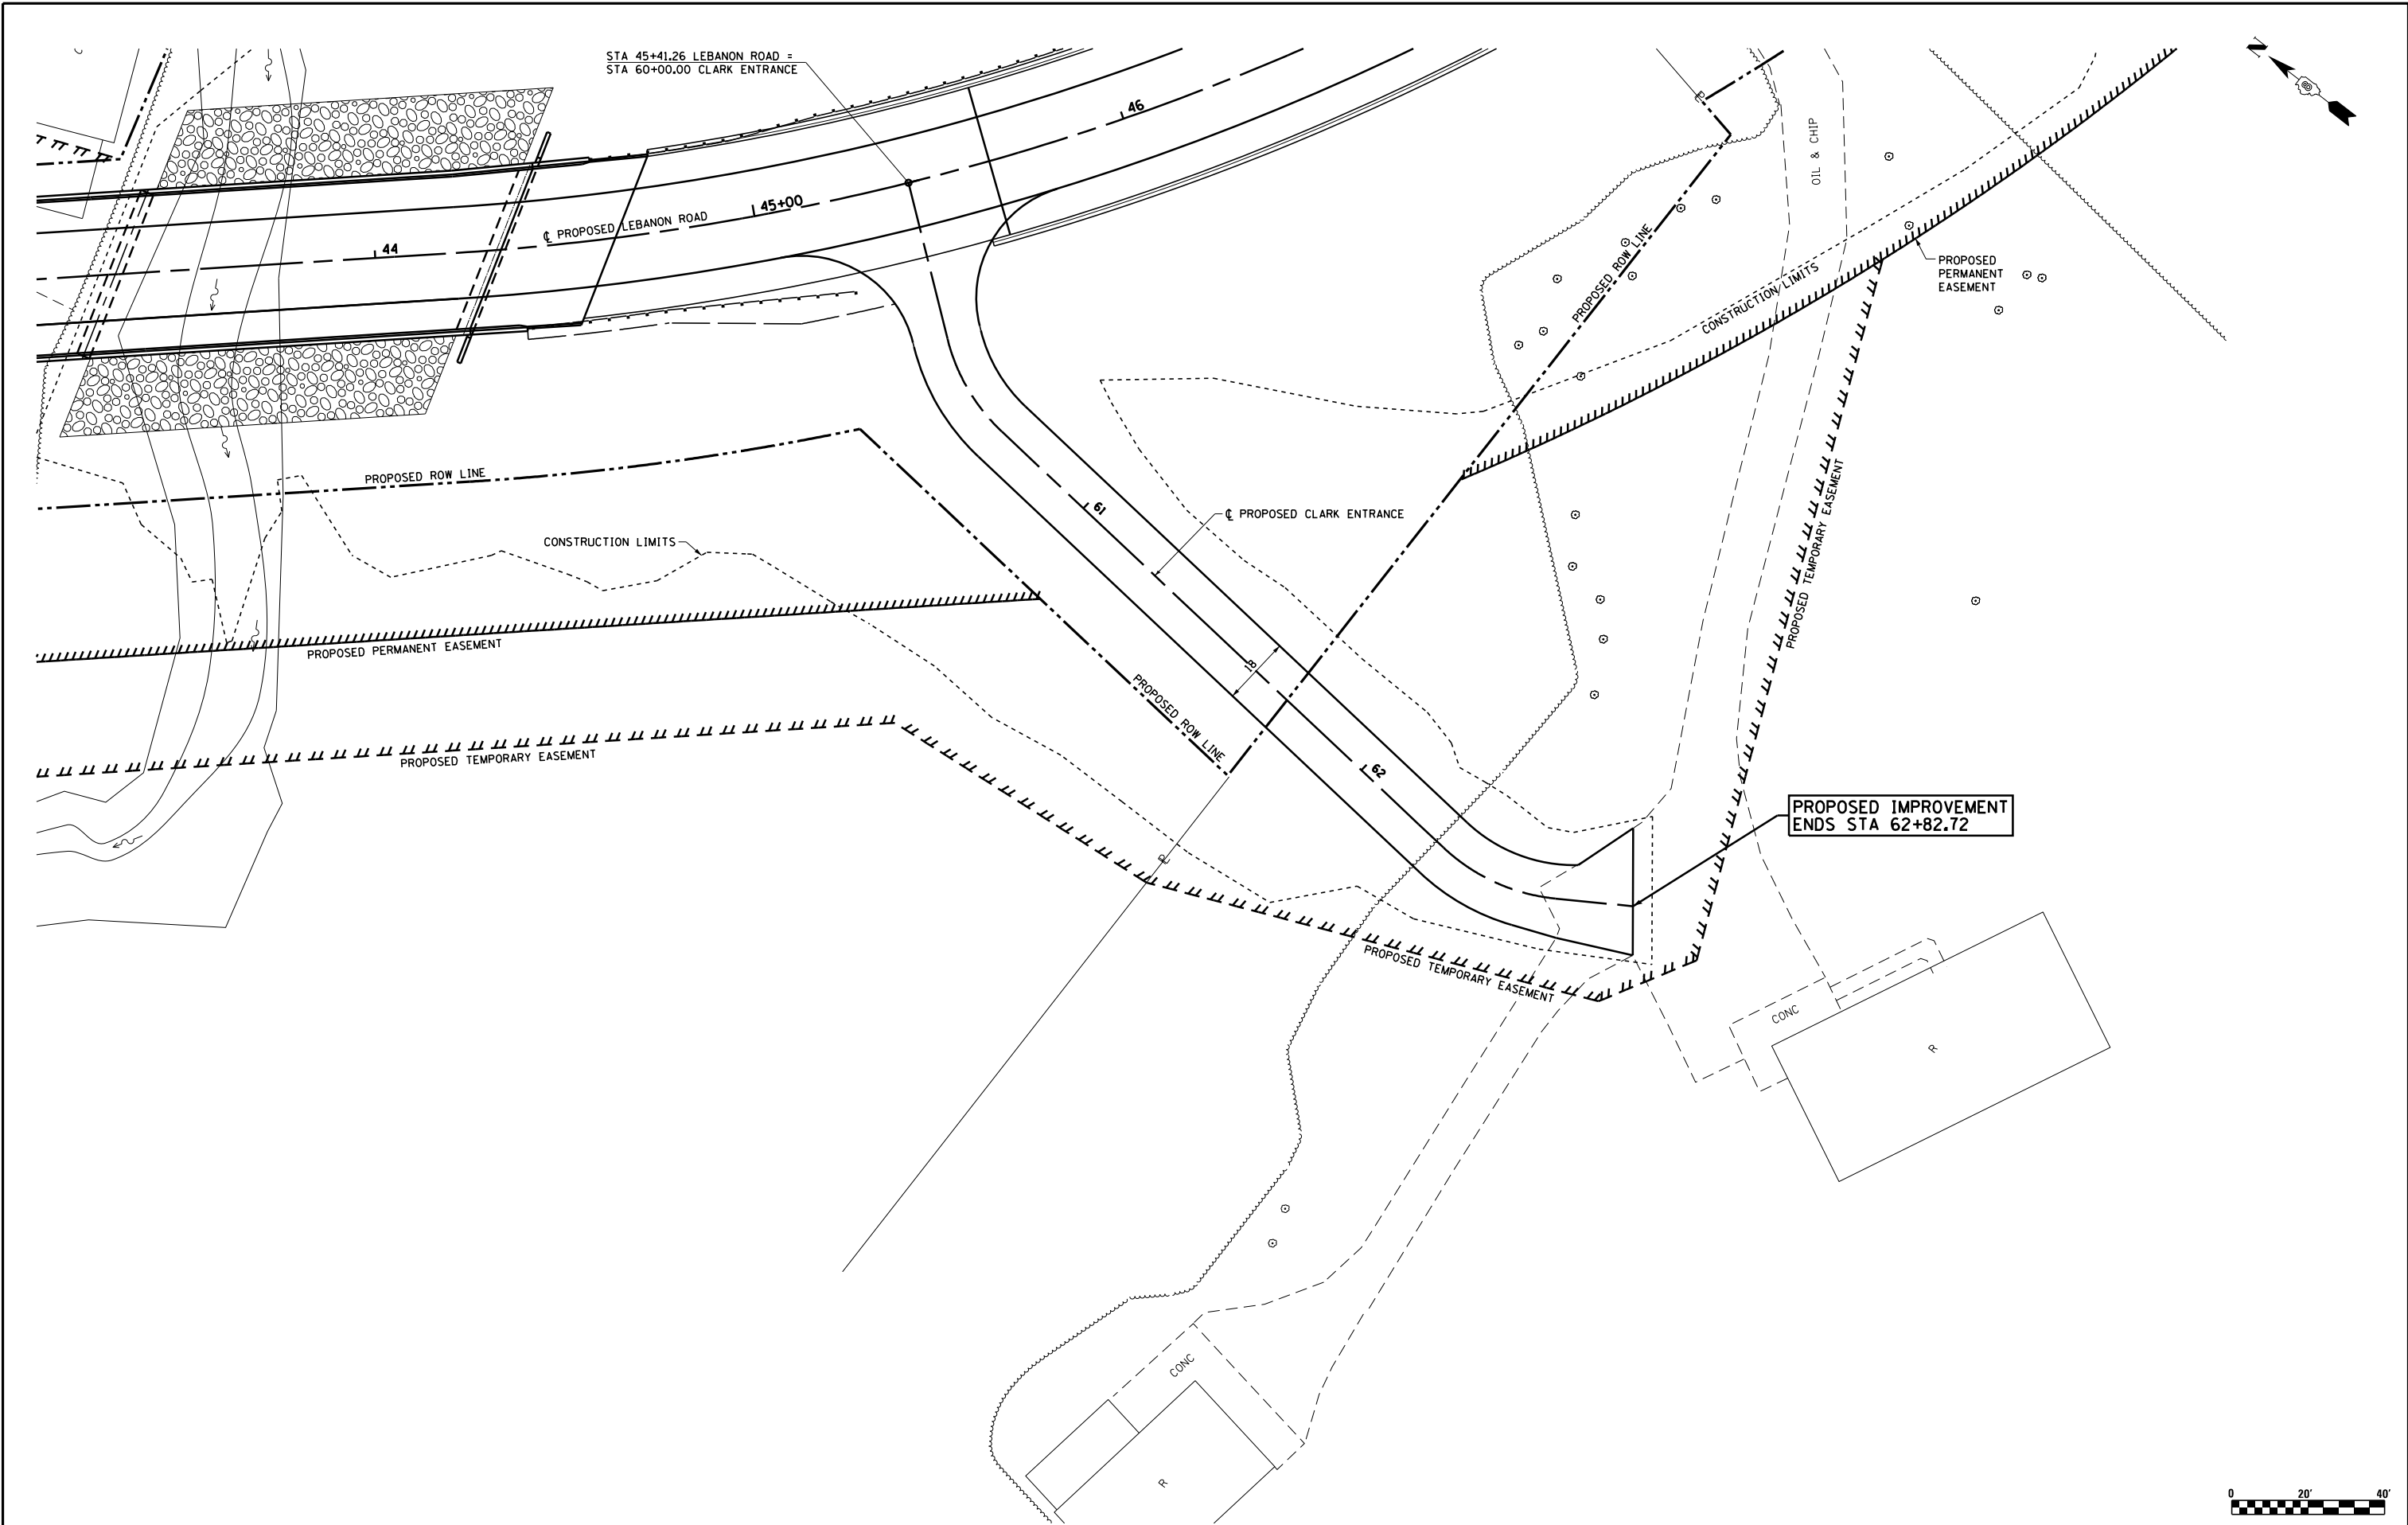 STA 45+41.26 LEBANON ROAD =
STA 60+00.00 CLARK ENTRANCE
N
46
OIL & CHIP
45+00
℄ PROPOSED LEBANON ROAD
44
PROPOSED ROW LINE
CONSTRUCTION LIMITS
PROPOSED
PERMANENT
EASEMENT
PROPOSED ROW LINE
61
℄ PROPOSED CLARK ENTRANCE
CONSTRUCTION LIMITS
PROPOSED TEMPORARY EASEMENT
PROPOSED PERMANENT EASEMENT
18
PROPOSED ROW LINE
PROPOSED TEMPORARY EASEMENT
62
PROPOSED IMPROVEMENT
ENDS STA 62+82.72
PROPOSED TEMPORARY EASEMENT
CONC
R
CONC
R
0 20' 40'